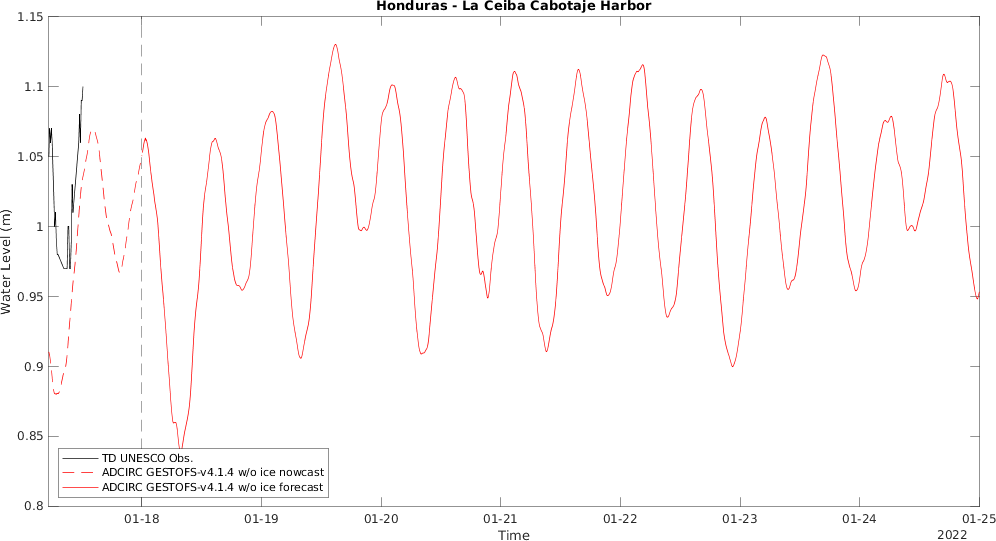 Honduras - La Ceiba Cabotaje Harbor
1.15
1.1
1.05
1
0.95
0.9
0.85
0.8
Water Level (m)
TD UNESCO Obs.
ADCIRC GESTOFS-v4.1.4 w/o ice nowcast
ADCIRC GESTOFS-v4.1.4 w/o ice forecast
01-18 01-19 01-20 01-21 01-22 01-23 01-24 01-25
Time
2022